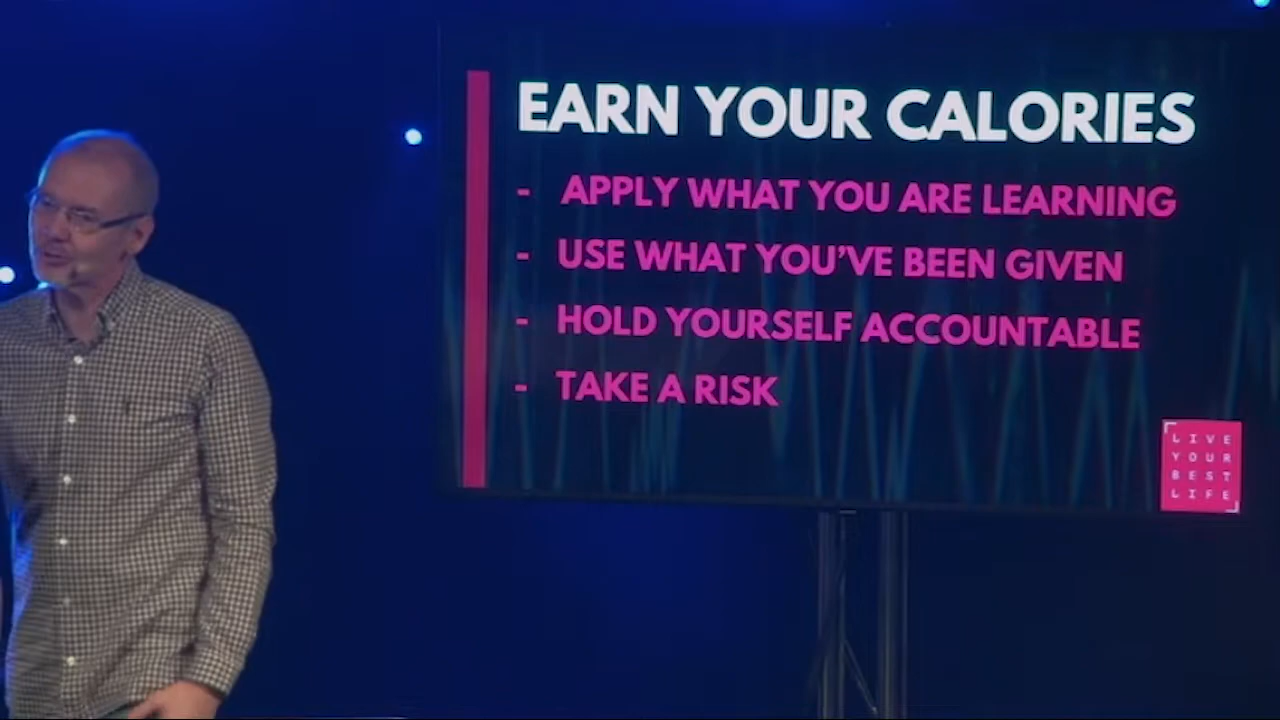 EARN YOUR CALORIES
- APPLY WHAT YOU ARE LEARNING
- USE WHAT YOU'VE BEEN GIVEN
- HOLD YOURSELF ACCOUNTABLE
- TAKE A RISK
LIVE
YOUR
BEST
LIFE